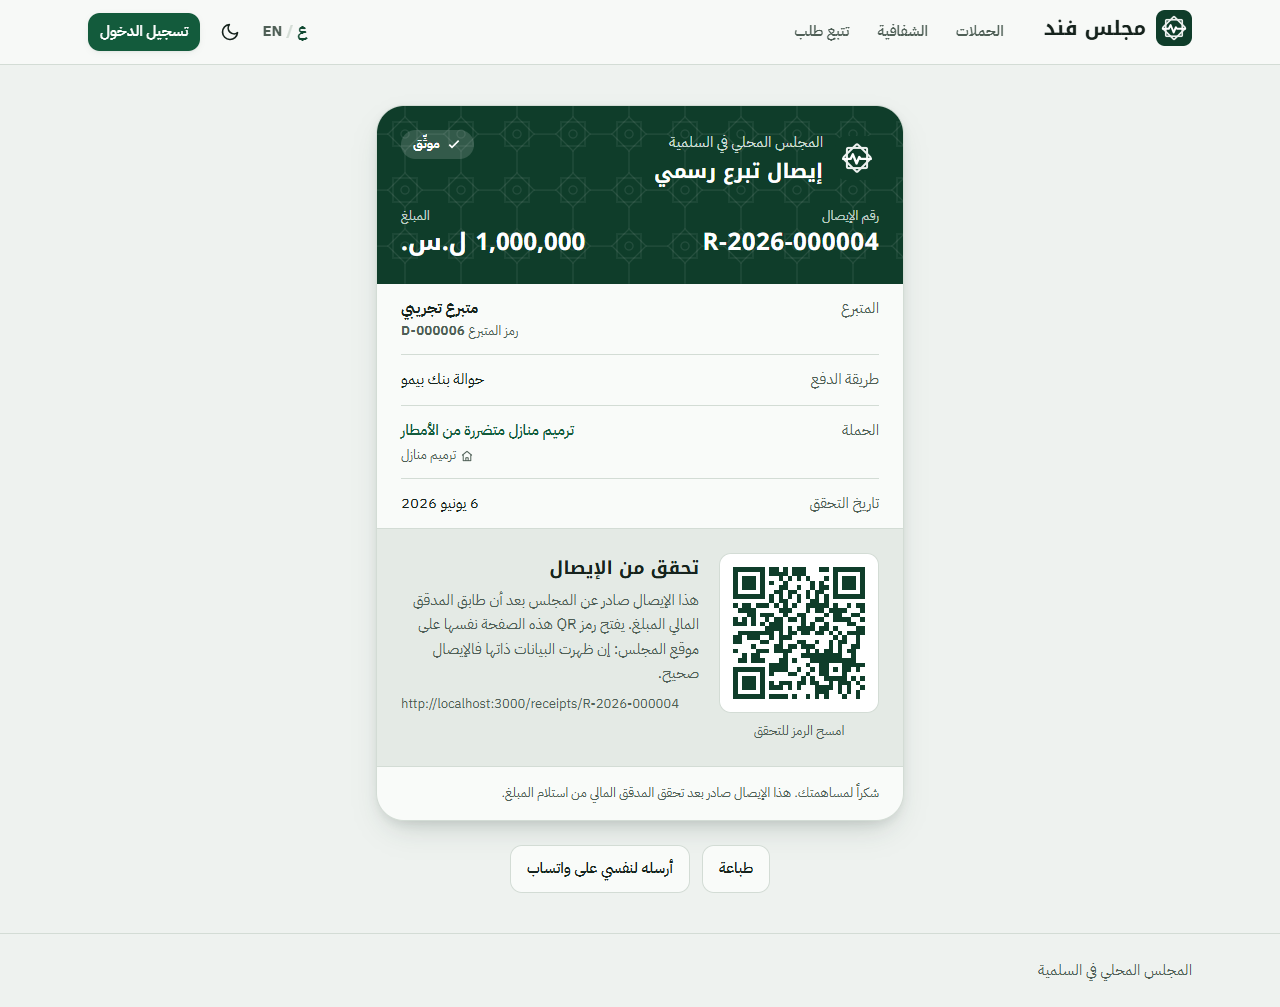 مجلس فند
الحملات
الشفافية
تتبع طلب
ع / EN
تسجيل الدخول
المجلس المحلي في السلمية
إيصال تبرع رسمي
موثّق
رقم الإيصال
R-2026-000004
المبلغ
1,000,000 ل.س.
المتبرع
متبرع تجريبي
رمز المتبرع D-000006
طريقة الدفع
حوالة بنك بيمو
الحملة
ترميم منازل متضررة من الأمطار
ترميم منازل
تاريخ التحقق
6 يونيو 2026
امسح الرمز للتحقق
تحقق من الإيصال
هذا الإيصال صادر عن المجلس بعد أن طابق المدقق
المالي المبلغ. يفتح رمز QR هذه الصفحة نفسها على
موقع المجلس: إن ظهرت البيانات ذاتها فالإيصال
صحيح.
http://localhost:3000/receipts/R-2026-000004
شكراً لمساهمتك. هذا الإيصال صادر بعد تحقق المدقق المالي من استلام المبلغ.
طباعة
أرسله لنفسي على واتساب
المجلس المحلي في السلمية